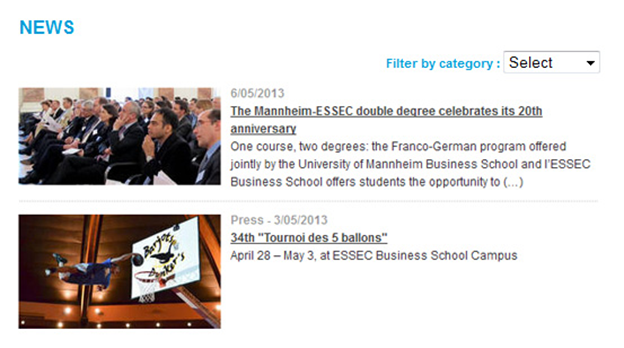 NEWS
Filter by category : Select
6/05/2013
The Mannheim-ESSEC double degree celebrates its 20th
anniversary
One course, two degrees: the Franco-German program offered
jointly by the University of Mannheim Business School and l'ESSEC
Business School offers students the opportunity to (…)
Press - 3/05/2013
34th "Tournoi des 5 ballons"
April 28 – May 3, at ESSEC Business School Campus
Barjots
Dunker's